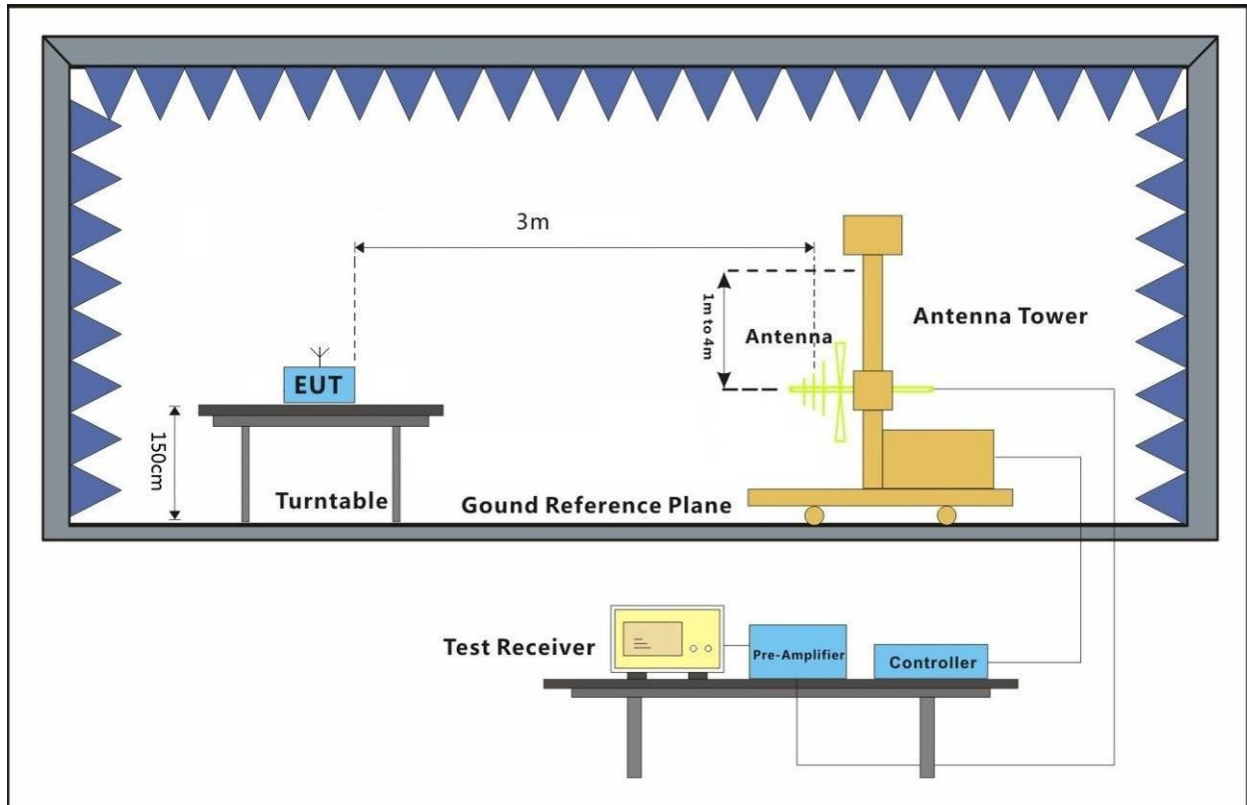 3m
1m to 4m
Antenna
Antenna Tower
EUT
150cm
Turntable
Gound Reference Plane
Test Receiver
Pre-Amplifier
Controller